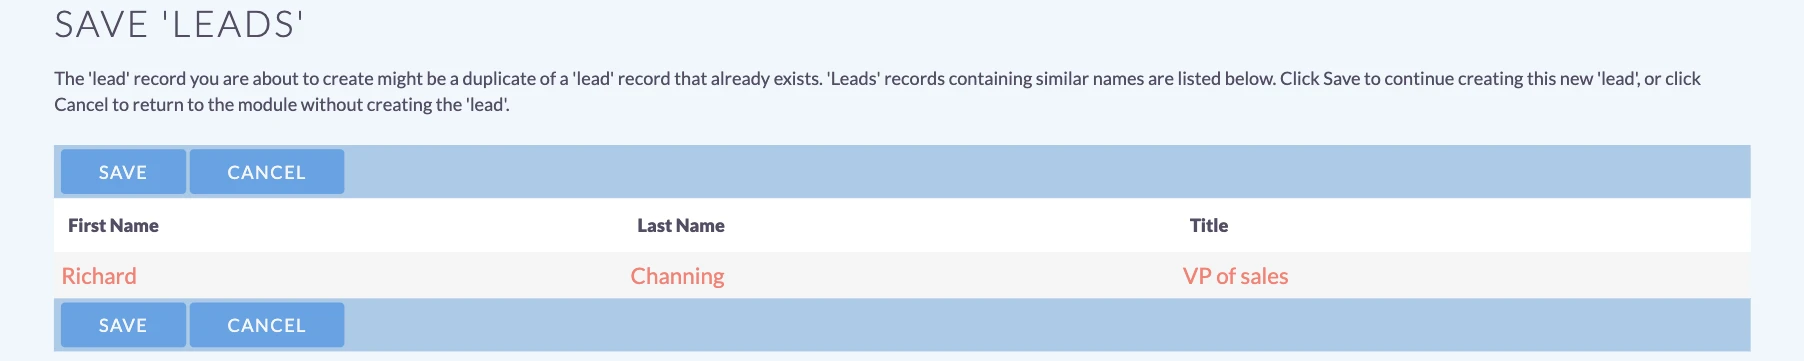 SAVE 'LEADS'
The 'lead' record you are about to create might be a duplicate of a 'lead' record that already exists. 'Leads' records containing similar names are listed below. Click Save to continue creating this new 'lead', or click
Cancel to return to the module without creating the 'lead'.
SAVE CANCEL
First Name Last Name Title
Richard Channing VP of sales
SAVE CANCEL